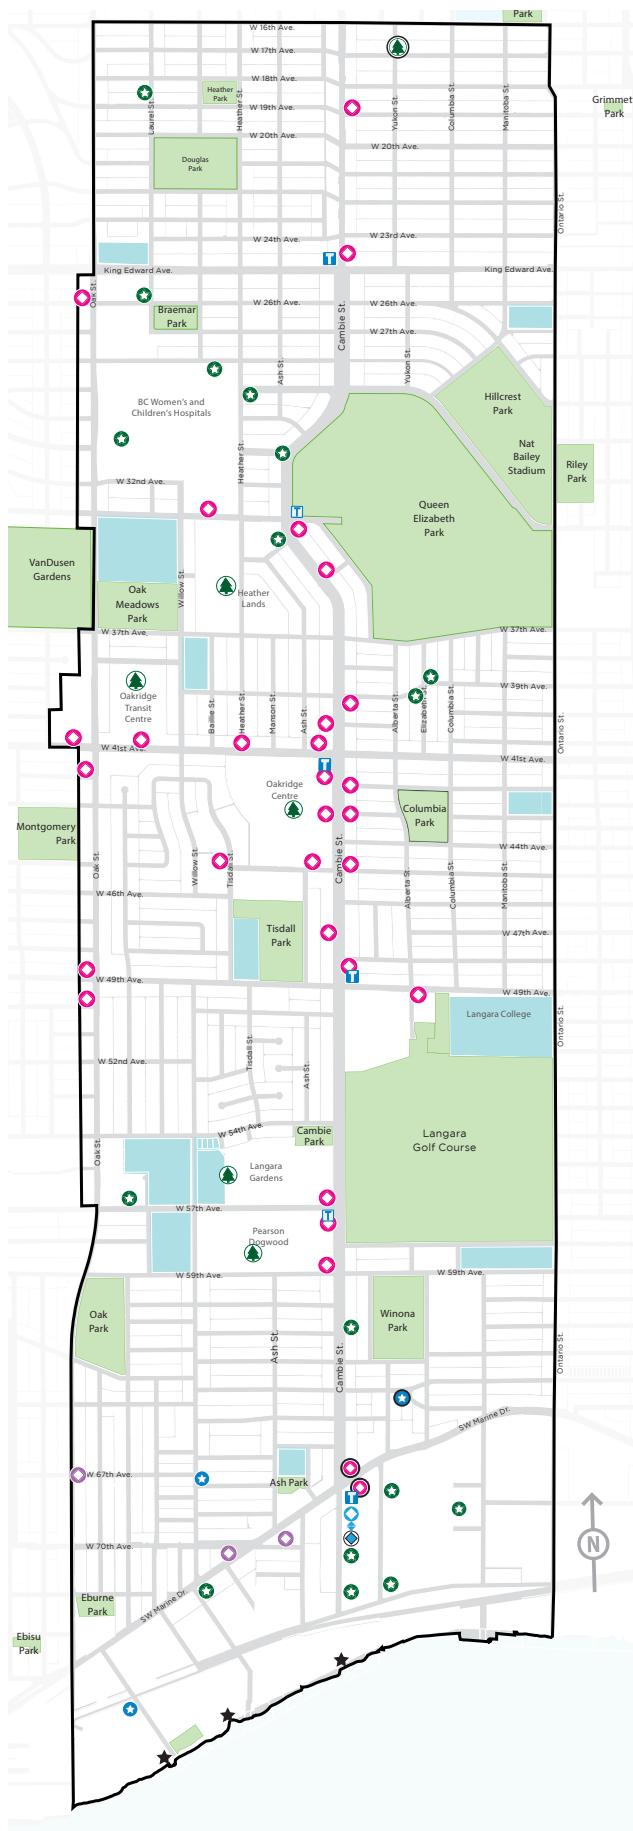 Park
W 16th Ave.
W 17th Ave.
W 18th Ave.
Heather
Park
W 19th Ave.
Laurel St.
Heather St.
Yukon St.
Columbia St.
Manitoba St.
Grimmet
Park
W 20th Ave.
W 20th Ave.
Douglas
Park
Ontario St.
W 23rd Ave.
W 24th Ave.
T
King Edward Ave.
King Edward Ave.
Oak St.
W 26th Ave.
W 26th Ave.
Braemar
Park
Cambie St.
W 27th Ave.
Ash St.
Yukon St.
BC Women's and
Children's Hospitals
Hillcrest
Park
Nat
Bailey
Stadium
Riley
Park
Heather St.
W 32nd Ave.
Queen
Elizabeth
Park
T
VanDusen
Gardens
Oak
Meadows
Park
Willow St.
Heather
Lands
W 37th Ave.
W 37th Ave.
Oakridge
Transit
Centre
W 39th Ave.
Baillie St.
Heather St.
Manson St.
Ash St.
Alberta St.
Elizabeth St.
Columbia St.
Ontario St.
W 41st Ave.
W 41st Ave.
T
Oakridge
Centre
Columbia
Park
Montgomery
Park
W 44th Ave.
Oak St.
Willow St.
Tisdall St.
Cambie St.
Alberta St.
Columbia St.
Manitoba St.
W 46th Ave.
Tisdall
Park
W 47th Ave.
T
W 49th Ave.
W 49th Ave.
Langara College
Ontario St.
Tisdall St.
W 52nd Ave.
Ash St.
W 54th Ave.
Cambie
Park
Langara
Golf Course
Oak St.
Langara
Gardens
W 57th Ave.
T
Pearson
Dogwood
W 59th Ave.
W 59th Ave.
Oak
Park
Winona
Park
Ash St.
Cambie St.
Ontario St.
SW Marine Dr.
W 67th Ave.
Ash Park
T
W 70th Ave.
N
Eburne
Park
SW Marine Dr.
Ebisu
Park